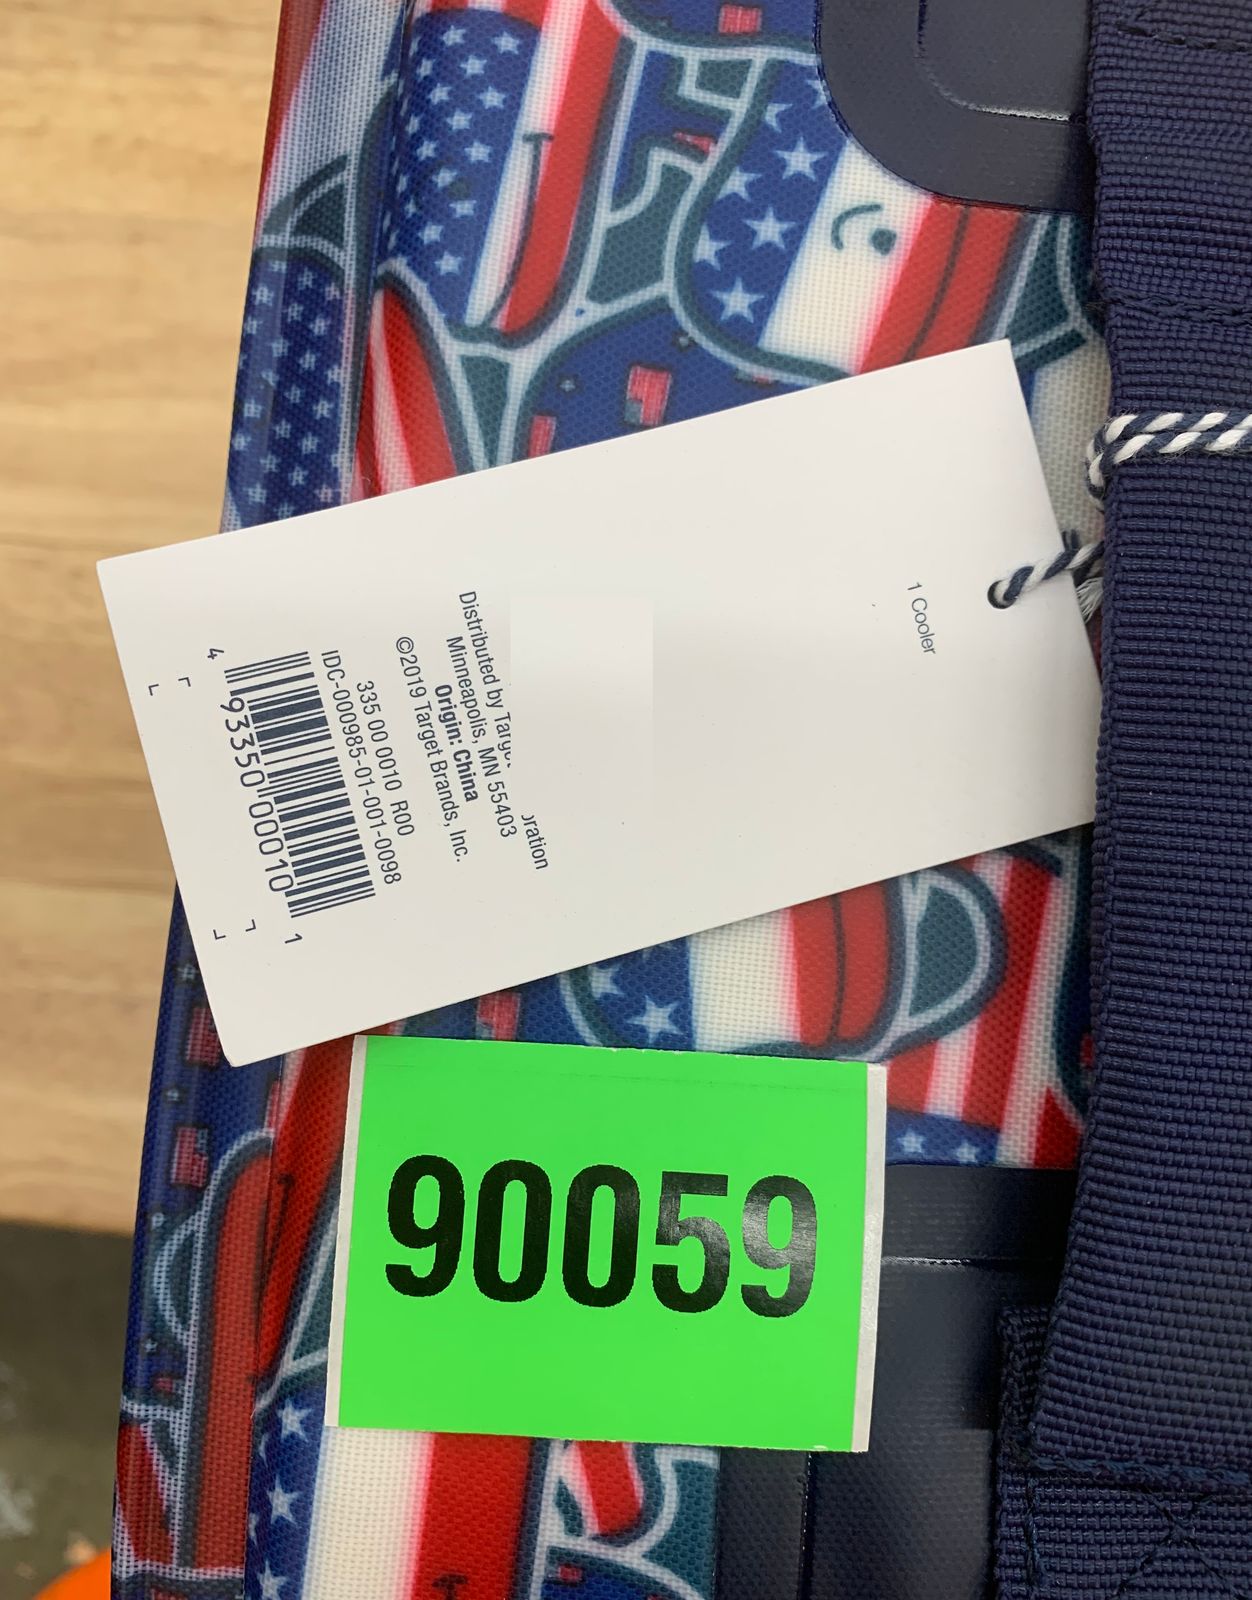 1 Cooler
Distributed by
Minneapolis, MN 55403
Origin: China
©2019 Target Brands, Inc.
335 00 0010 R00
IDC-000985-01-001-0098
4 93350 00010 1
90059